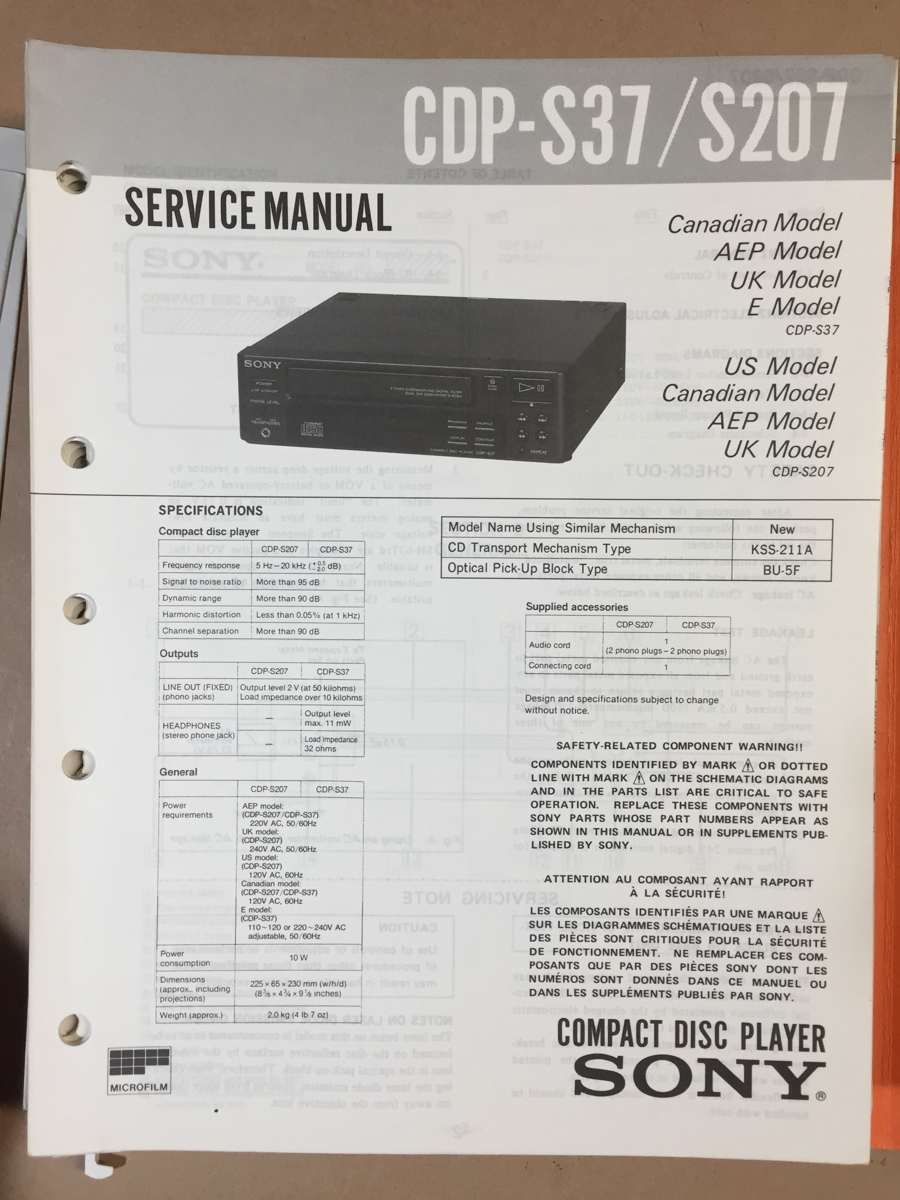 CDP-S37/S207
SERVICE MANUAL
Canadian Model
AEP Model
UK Model
E Model
CDP-S37
US Model
Canadian Model
AEP Model
UK Model
CDP-S207
SONY
POWER
PHONE LEVEL
HEADPHONES
REPEAT
COMPACT DISC PLAYER CDP-S37
SPECIFICATIONS
Compact disc player
CDP-S207 CDP-S37
Frequency response 5 Hz–20 kHz (+0.5 −2.0 dB)
Signal to noise ratio More than 95 dB
Dynamic range More than 90 dB
Harmonic distortion Less than 0.05% (at 1 kHz)
Channel separation More than 90 dB
Outputs
CDP-S207 CDP-S37
LINE OUT (FIXED) Output level 2 V (at 50 kilohms)
(phono jacks) Load impedance over 10 kilohms
HEADPHONES
(stereo phone jack)
— Output level
max. 11 mW
— Load impedance
32 ohms
General
CDP-S207 CDP-S37
Power
requirements
AEP model:
(CDP-S207/CDP-S37)
220V AC, 50/60Hz
UK model:
(CDP-S207)
240V AC, 50/60Hz
US model:
(CDP-S207)
120V AC, 60Hz
Canadian model:
(CDP-S207/CDP-S37)
120V AC, 60Hz
E model:
(CDP-S37)
110~120 or 220~240V AC
adjustable, 50/60Hz
Power
consumption
10 W
Dimensions
(approx., including
projections)
225 × 65 × 230 mm (w/h/d)
Weight (approx.) 2.0 kg (4 lb 7 oz)
Model Name Using Similar Mechanism New
CD Transport Mechanism Type KSS-211A
Optical Pick-Up Block Type BU-5F
Supplied accessories
CDP-S207 CDP-S37
Audio cord
1
(2 phono plugs – 2 phono plugs)
Connecting cord 1
Design and specifications subject to change
without notice.
SAFETY-RELATED COMPONENT WARNING!!
COMPONENTS IDENTIFIED BY MARK ⚠ OR DOTTED
LINE WITH MARK ⚠ ON THE SCHEMATIC DIAGRAMS
AND IN THE PARTS LIST ARE CRITICAL TO SAFE
OPERATION. REPLACE THESE COMPONENTS WITH
SONY PARTS WHOSE PART NUMBERS APPEAR AS
SHOWN IN THIS MANUAL OR IN SUPPLEMENTS PUB-
LISHED BY SONY.
ATTENTION AU COMPOSANT AYANT RAPPORT
À LA SÉCURITÉ!
LES COMPOSANTS IDENTIFIÉS PAR UNE MARQUE ⚠
SUR LES DIAGRAMMES SCHÉMATIQUES ET LA LISTE
DES PIÈCES SONT CRITIQUES POUR LA SÉCURITÉ
DE FONCTIONNEMENT. NE REMPLACER CES COM-
POSANTS QUE PAR DES PIÈCES SONY DONT LES
NUMÉROS SONT DONNÉS DANS CE MANUEL OU
DANS LES SUPPLÉMENTS PUBLIÉS PAR SONY.
COMPACT DISC PLAYER
SONY®
MICROFILM